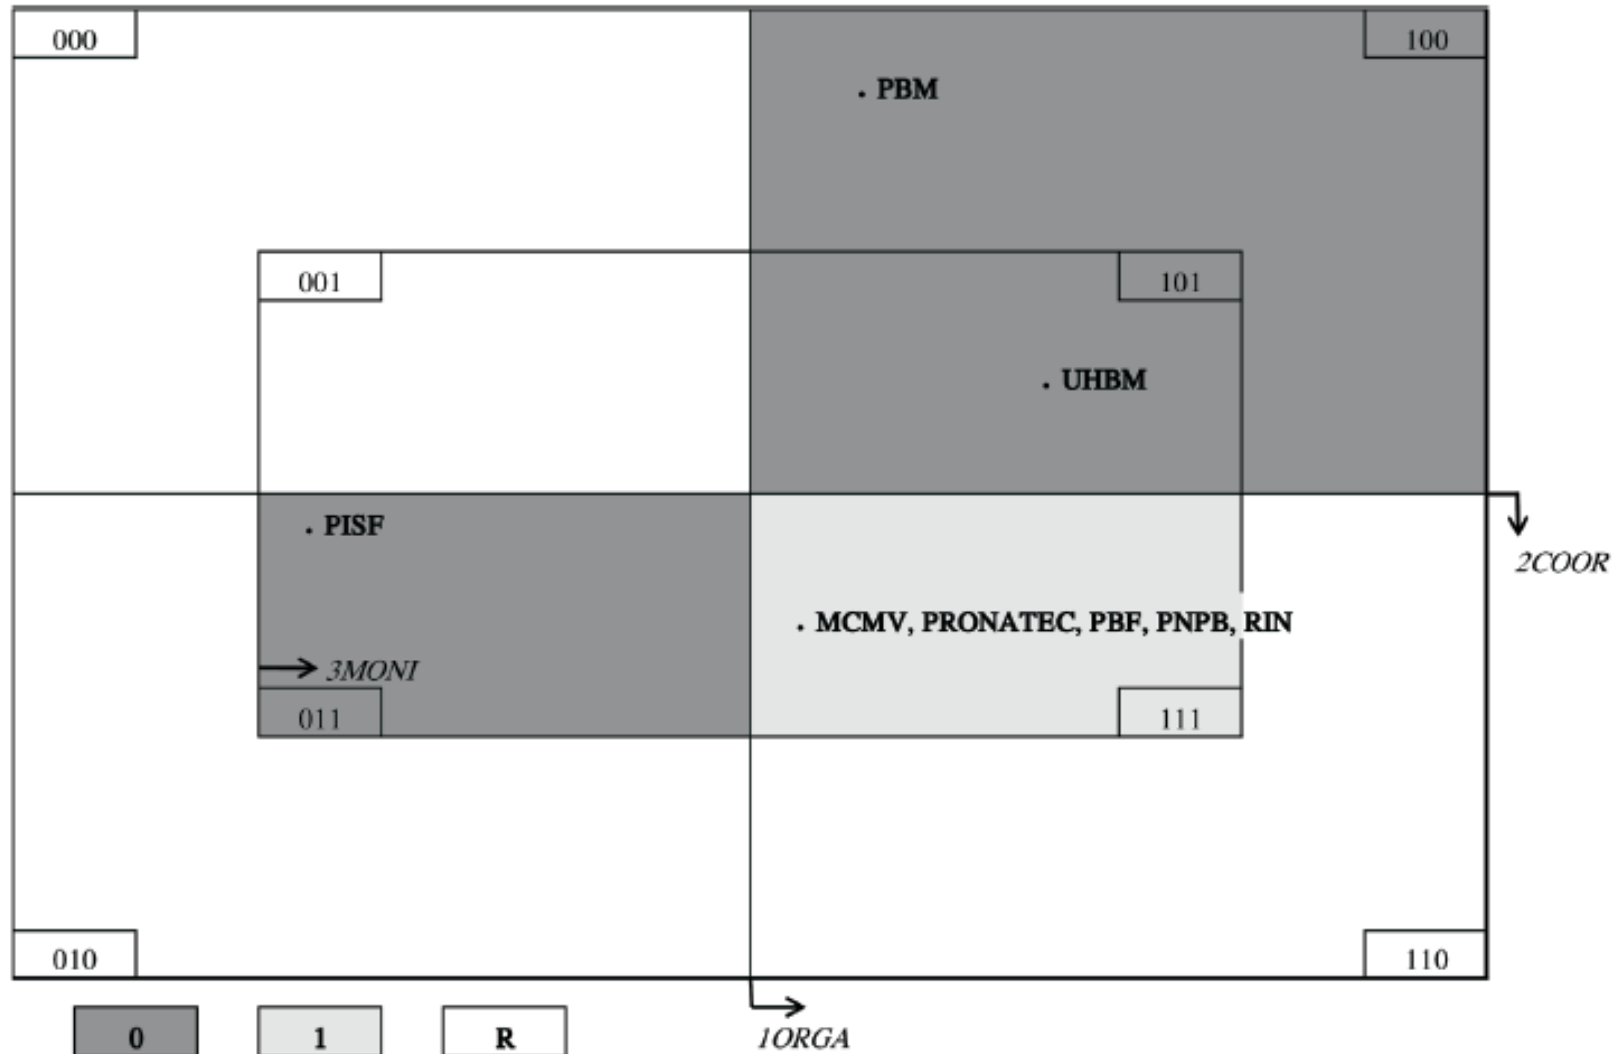 000
100
. PBM
001
101
. UHBM
. PISF
2COOR
. MCMV, PRONATEC, PBF, PNPB, RIN
3MONI
011
111
010
110
0
1
R
1ORGA